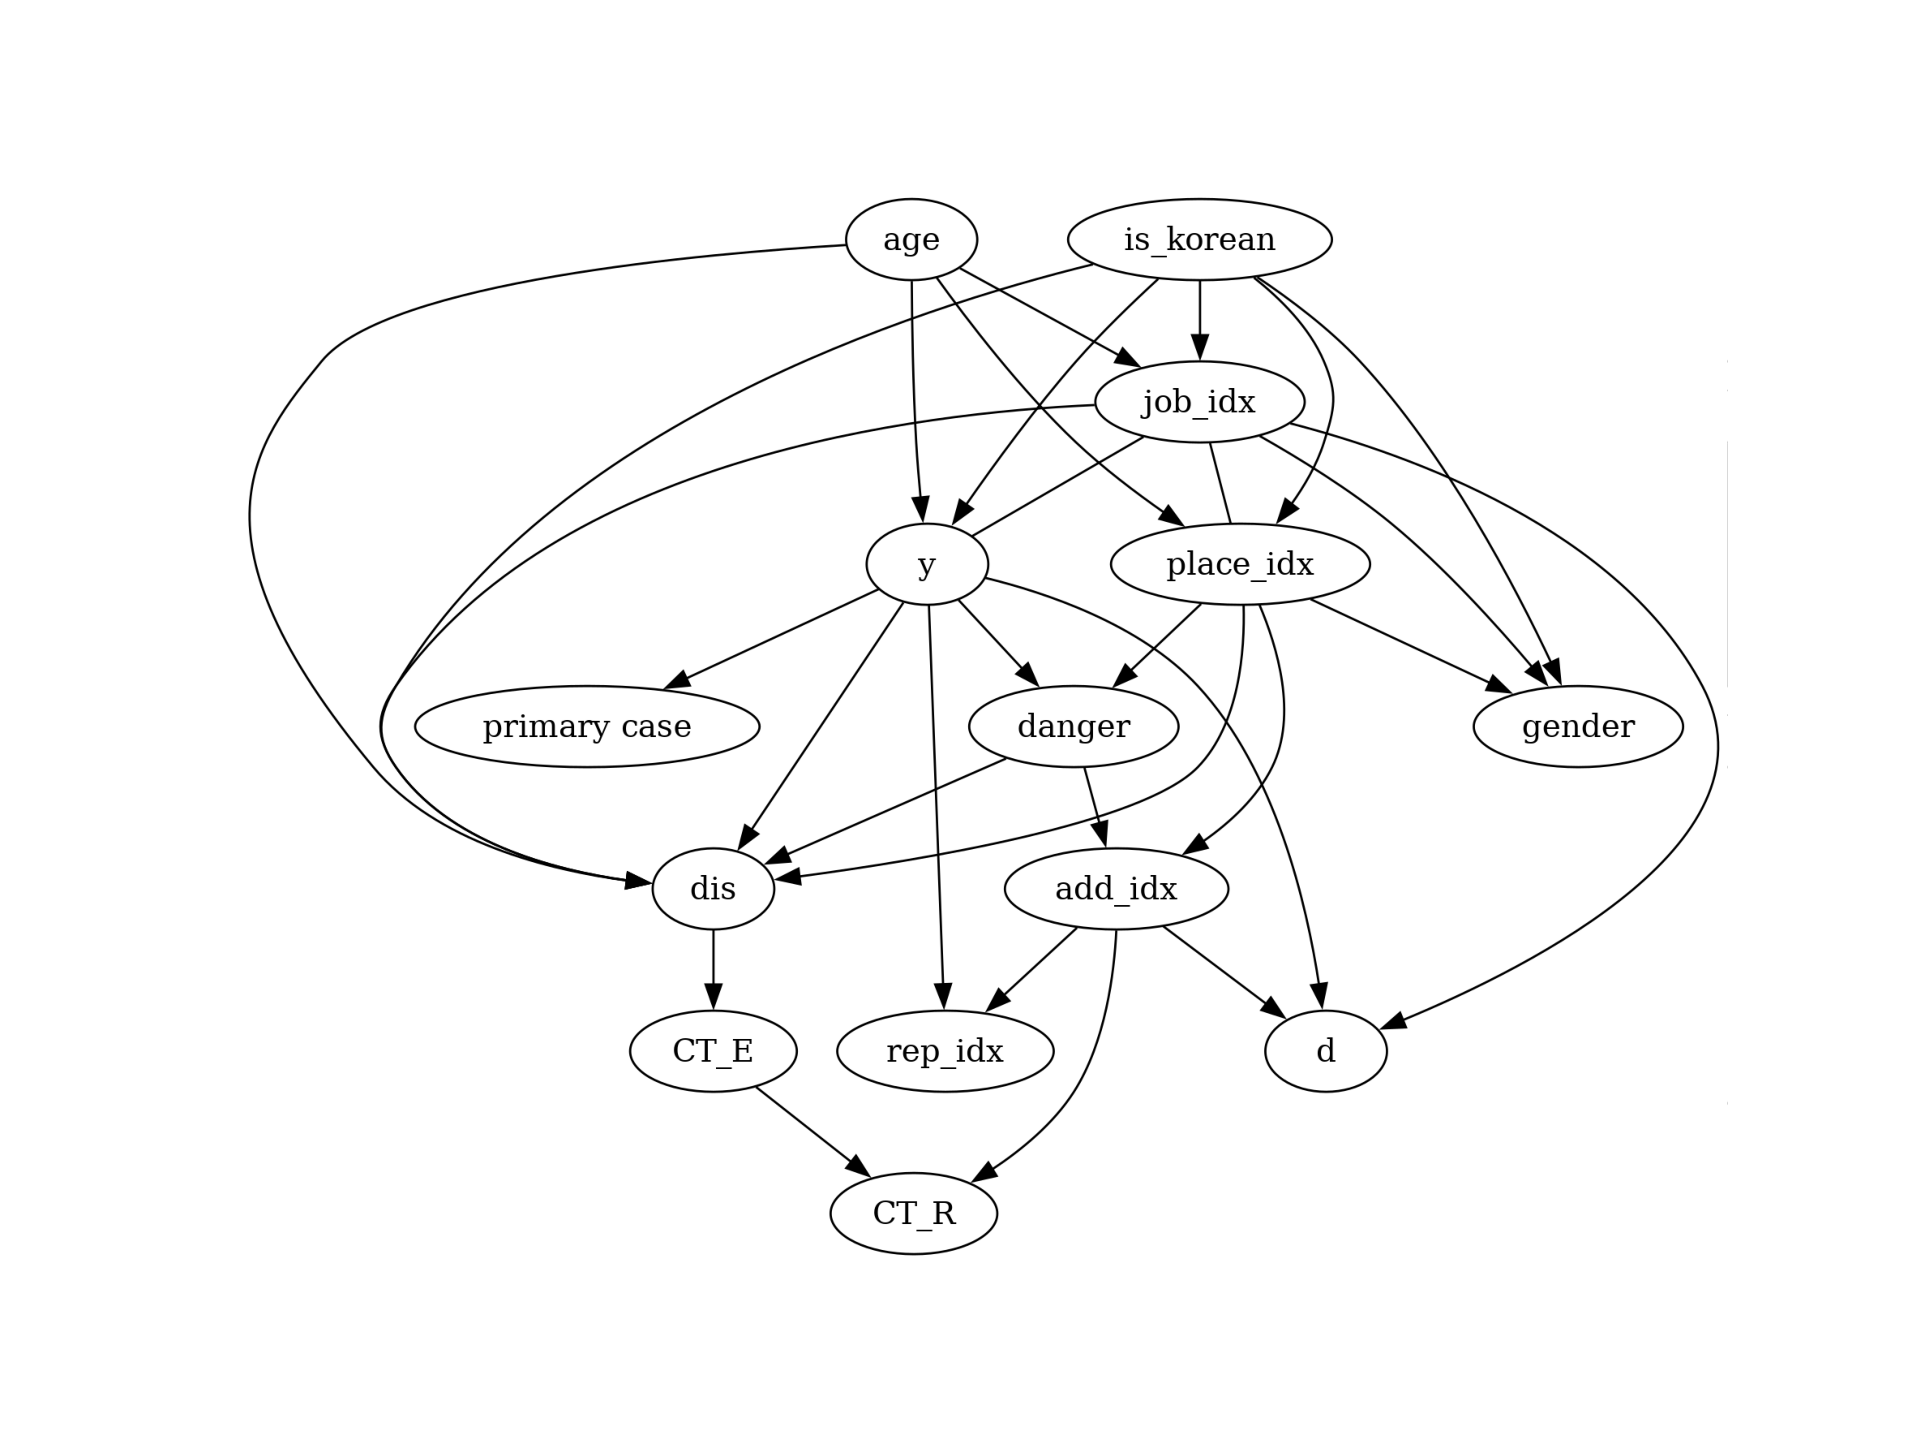 age
is_korean
job_idx
y
place_idx
primary case
danger
gender
dis
add_idx
CT_E
rep_idx
d
CT_R